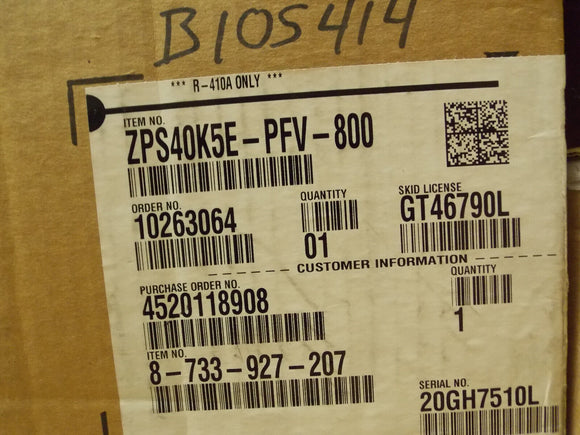 BIOS414
*** R-410A ONLY ***
ITEM NO.
ZPS40K5E-PFV-800
ORDER NO.
10263064
QUANTITY
01
SKID LICENSE
GT46790L
CUSTOMER INFORMATION
PURCHASE ORDER NO.
4520118908
QUANTITY
1
ITEM NO.
8-733-927-207
SERIAL NO.
20GH7510L